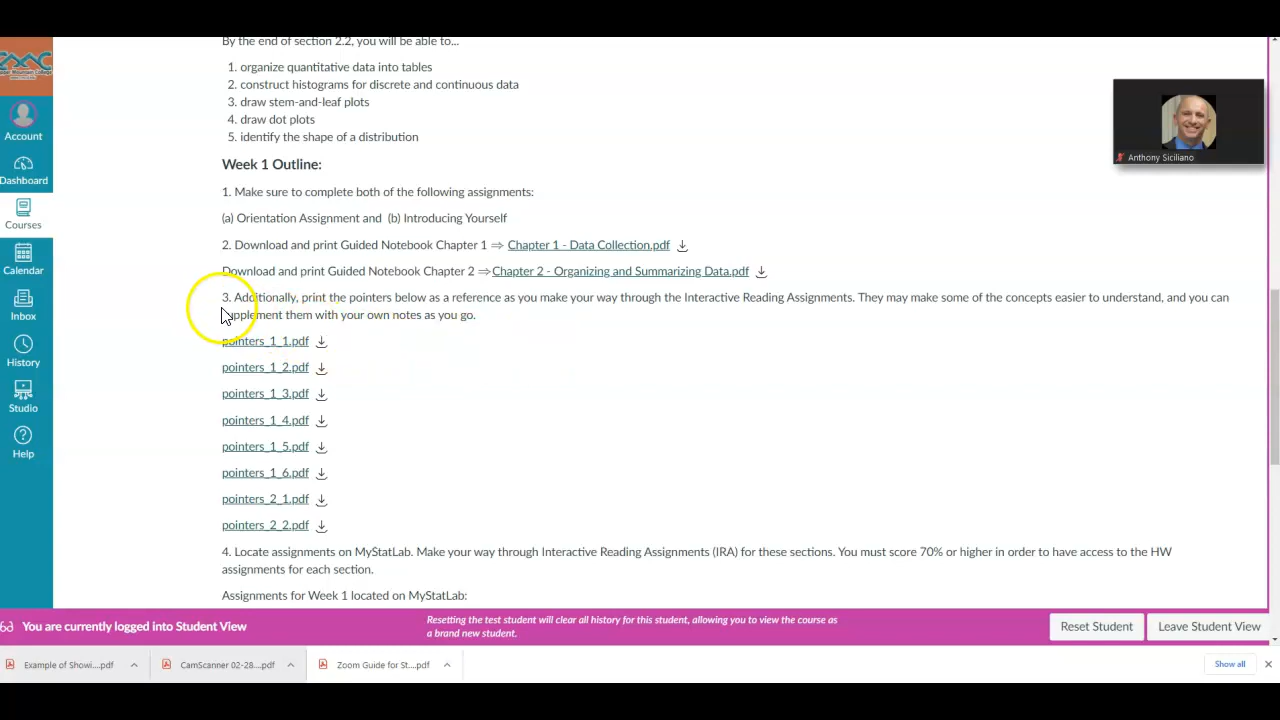 By the end of section 2.2, you will be able to...
1. organize quantitative data into tables
2. construct histograms for discrete and continuous data
3. draw stem-and-leaf plots
4. draw dot plots
5. identify the shape of a distribution
Week 1 Outline:
1. Make sure to complete both of the following assignments:
(a) Orientation Assignment and (b) Introducing Yourself
2. Download and print Guided Notebook Chapter 1 ⇒ Chapter 1 - Data Collection.pdf
Download and print Guided Notebook Chapter 2 ⇒Chapter 2 - Organizing and Summarizing Data.pdf
3. Additionally, print the pointers below as a reference as you make your way through the Interactive Reading Assignments. They may make some of the concepts easier to understand, and you can
supplement them with your own notes as you go.
pointers_1_1.pdf
pointers_1_2.pdf
pointers_1_3.pdf
pointers_1_4.pdf
pointers_1_5.pdf
pointers_1_6.pdf
pointers_2_1.pdf
pointers_2_2.pdf
4. Locate assignments on MyStatLab. Make your way through Interactive Reading Assignments (IRA) for these sections. You must score 70% or higher in order to have access to the HW
assignments for each section.
Assignments for Week 1 located on MyStatLab:
Account
Dashboard
Courses
Calendar
Inbox
History
Studio
Help
Anthony Siciliano
You are currently logged into Student View
Resetting the test student will clear all history for this student, allowing you to view the course as
a brand new student.
Reset Student
Leave Student View
Example of Showi....pdf
CamScanner 02-28....pdf
Zoom Guide for St....pdf
Show all